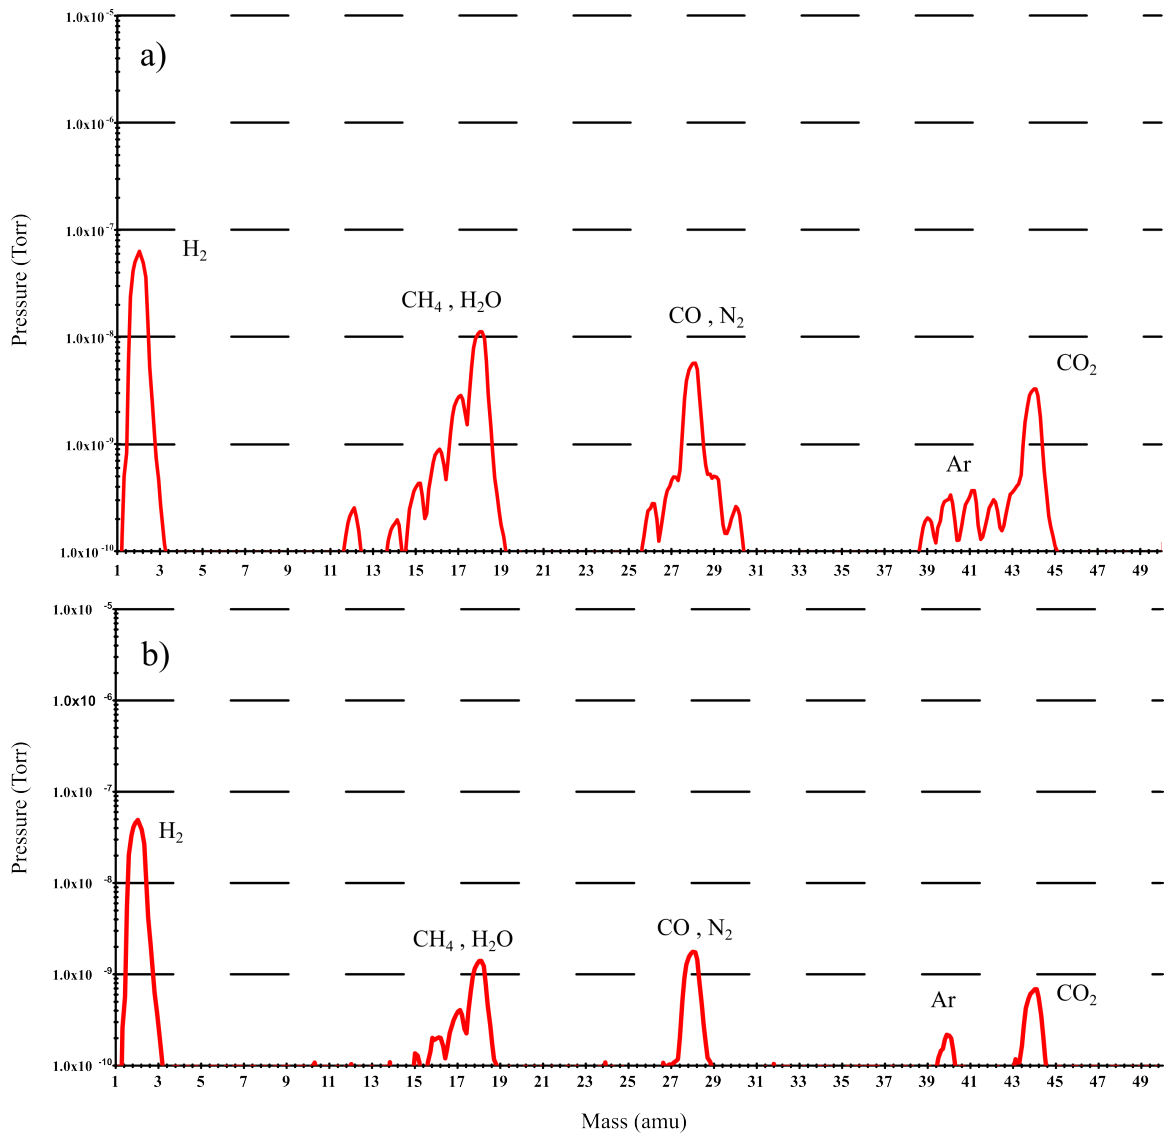 1.0x10⁻⁵
a)
1.0x10⁻⁶
1.0x10⁻⁷
H₂
CH₄ , H₂O
CO , N₂
1.0x10⁻⁸
CO₂
1.0x10⁻⁹
Ar
1.0x10⁻¹⁰
Pressure (Torr)
1 3 5 7 9 11 13 15 17 19 21 23 25 27 29 31 33 35 37 39 41 43 45 47 49
1.0x10⁻⁵
b)
1.0x10⁻⁶
1.0x10⁻⁷
H₂
1.0x10⁻⁸
CH₄ , H₂O
CO , N₂
1.0x10⁻⁹
Ar
CO₂
1.0x10⁻¹⁰
Pressure (Torr)
1 3 5 7 9 11 13 15 17 19 21 23 25 27 29 31 33 35 37 39 41 43 45 47 49
Mass (amu)